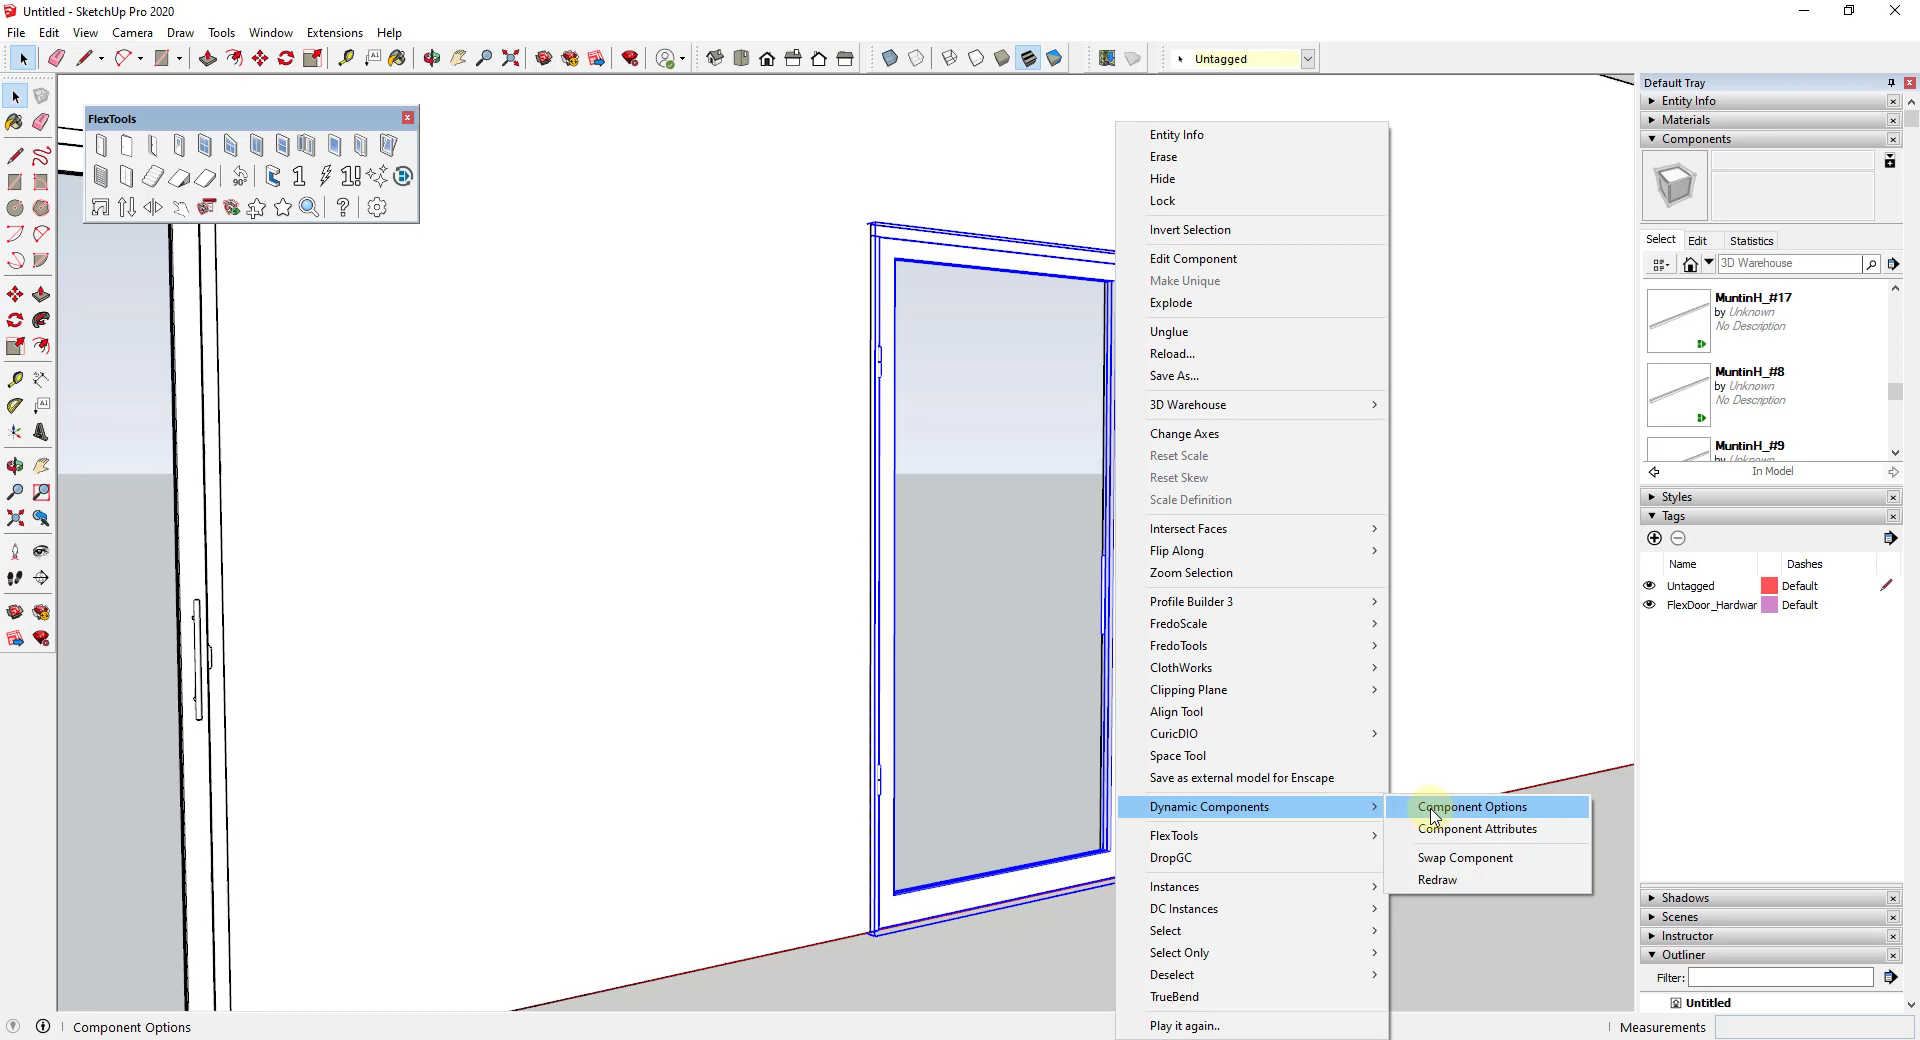 Untitled - SketchUp Pro 2020
File Edit View Camera Draw Tools Window Extensions Help
A1
Untagged
FlexTools
90°
1
1!
?
Entity Info
Erase
Hide
Lock
Invert Selection
Edit Component
Make Unique
Explode
Unglue
Reload...
Save As...
3D Warehouse
Change Axes
Reset Scale
Reset Skew
Scale Definition
Intersect Faces
Flip Along
Zoom Selection
Profile Builder 3
FredoScale
FredoTools
ClothWorks
Clipping Plane
Align Tool
CuricDIO
Space Tool
Save as external model for Enscape
Dynamic Components
FlexTools
DropGC
Instances
DC Instances
Select
Select Only
Deselect
TrueBend
Play it again..
Component Options
Component Attributes
Swap Component
Redraw
Default Tray
Entity Info
Materials
Components
Select Edit Statistics
3D Warehouse
MuntinH_#17
by Unknown
No Description
MuntinH_#8
by Unknown
No Description
MuntinH_#9
by Unknown
In Model
Styles
Tags
Name Dashes
Untagged Default
FlexDoor_Hardwar Default
Shadows
Scenes
Instructor
Outliner
Filter:
Untitled
Component Options
Measurements